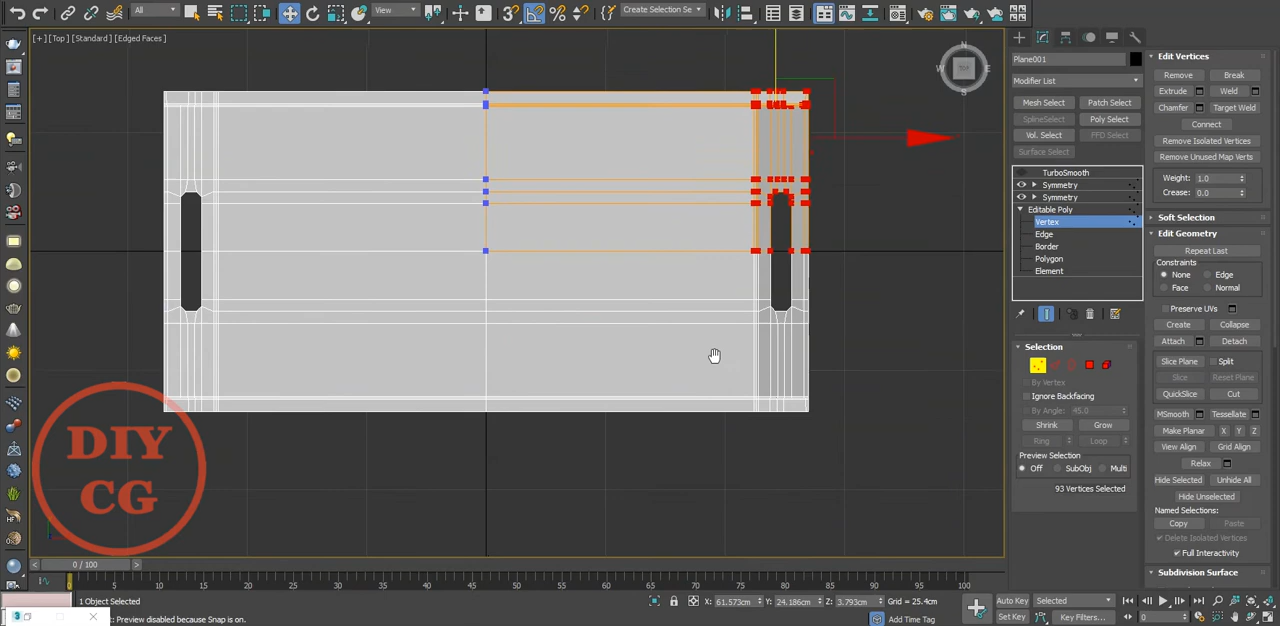 All
View
Create Selection Se
[+] [Top] [Standard] [Edged Faces]
N
W
E
S
TOP
Plane001
Modifier List
Mesh Select
Patch Select
SplineSelect
Poly Select
Vol. Select
FFD Select
Surface Select
TurboSmooth
Symmetry
Symmetry
Editable Poly
Vertex
Edge
Border
Polygon
Element
Selection
By Vertex
Ignore Backfacing
By Angle: 45.0
Shrink
Grow
Ring
Loop
Preview Selection
Off
SubObj
Multi
93 Vertices Selected
Edit Vertices
Remove
Break
Extrude
Weld
Chamfer
Target Weld
Connect
Remove Isolated Vertices
Remove Unused Map Verts
Weight: 1.0
Crease: 0.0
Soft Selection
Edit Geometry
Repeat Last
Constraints
None
Edge
Face
Normal
Preserve UVs
Create
Collapse
Attach
Detach
Slice Plane
Split
Slice
Reset Plane
QuickSlice
Cut
MSmooth
Tessellate
Make Planar
X
Y
Z
View Align
Grid Align
Relax
Hide Selected
Unhide All
Hide Unselected
Named Selections:
Copy
Paste
Delete Isolated Vertices
Full Interactivity
Subdivision Surface
DIY
CG
0 / 100
0 5 10 15 20 25 30 35 40 45 50 55 60 65 70 75 80 85 90 95 100
1 Object Selected
X: 61.573cm
Y: 24.186cm
Z: 3.793cm
Grid = 25.4cm
Auto Key
Selected
: Preview disabled because Snap is on.
Add Time Tag
Set Key
Key Filters...
0